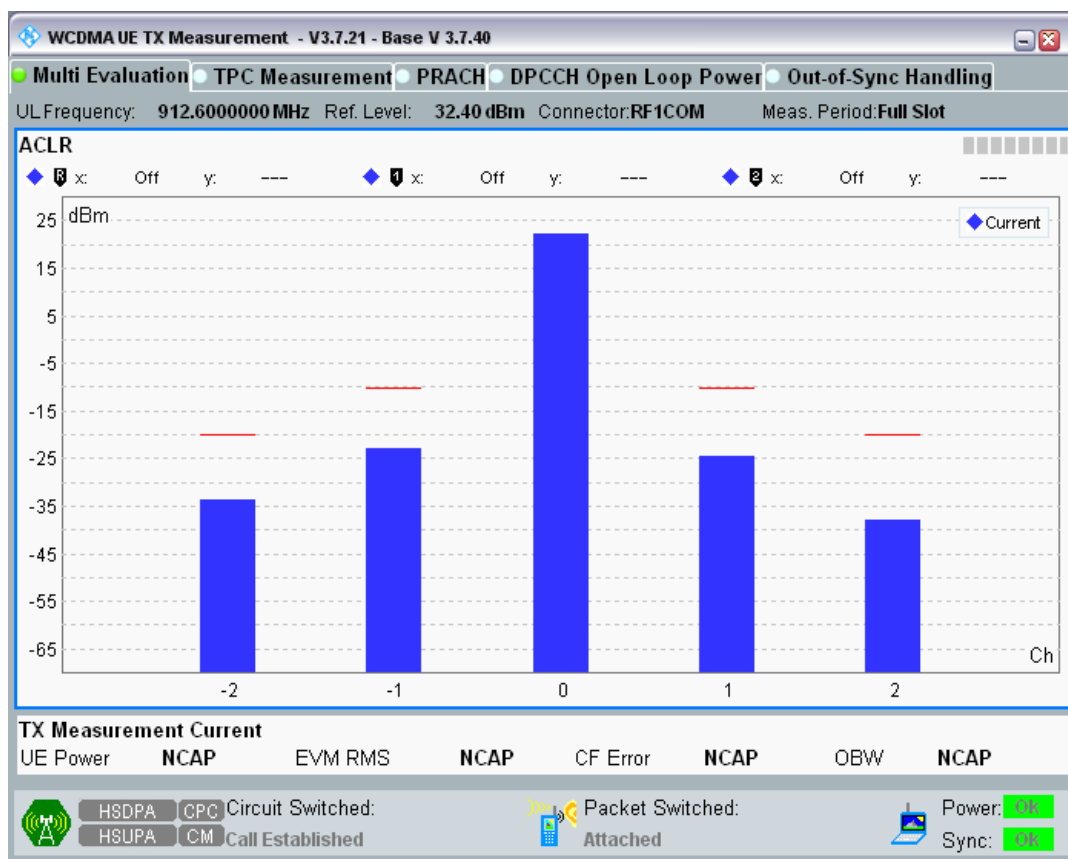 WCDMA UE TX Measurement - V3.7.21 - Base V 3.7.40
Multi Evaluation TPC Measurement PRACH DPCCH Open Loop Power Out-of-Sync Handling
UL Frequency: 912.6000000 MHz Ref. Level: 32.40 dBm Connector:RF1COM Meas. Period:Full Slot
ACLR
R x: Off y: --- 1 x: Off y: --- 2 x: Off y: ---
dBm
Current
25
15
5
-5
-15
-25
-35
-45
-55
-65
Ch
-2 -1 0 1 2
TX Measurement Current
UE Power NCAP EVM RMS NCAP CF Error NCAP OBW NCAP
HSDPA CPC Circuit Switched: Packet Switched: Power: Ok
HSUPA CM Call Established Attached Sync: Ok